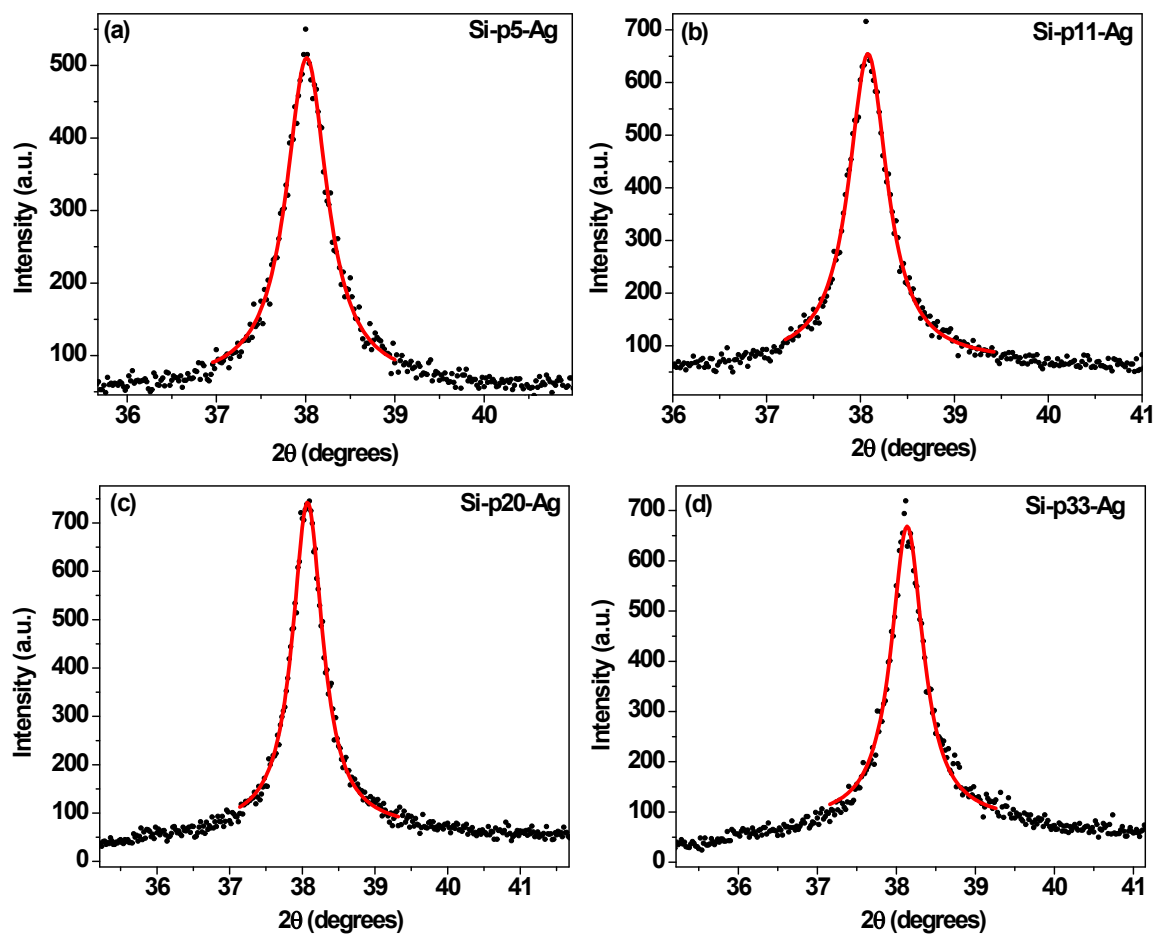 (a) Si-p5-Ag
500
400
300
200
100
Intensity (a.u.)
36 37 38 39 40
2θ (degrees)
(b) Si-p11-Ag
700
600
500
400
300
200
100
Intensity (a.u.)
36 37 38 39 40 41
2θ (degrees)
(c) Si-p20-Ag
700
600
500
400
300
200
100
0
Intensity (a.u.)
36 37 38 39 40 41
2θ (degrees)
(d) Si-p33-Ag
700
600
500
400
300
200
100
0
Intensity (a.u.)
36 37 38 39 40 41
2θ (degrees)